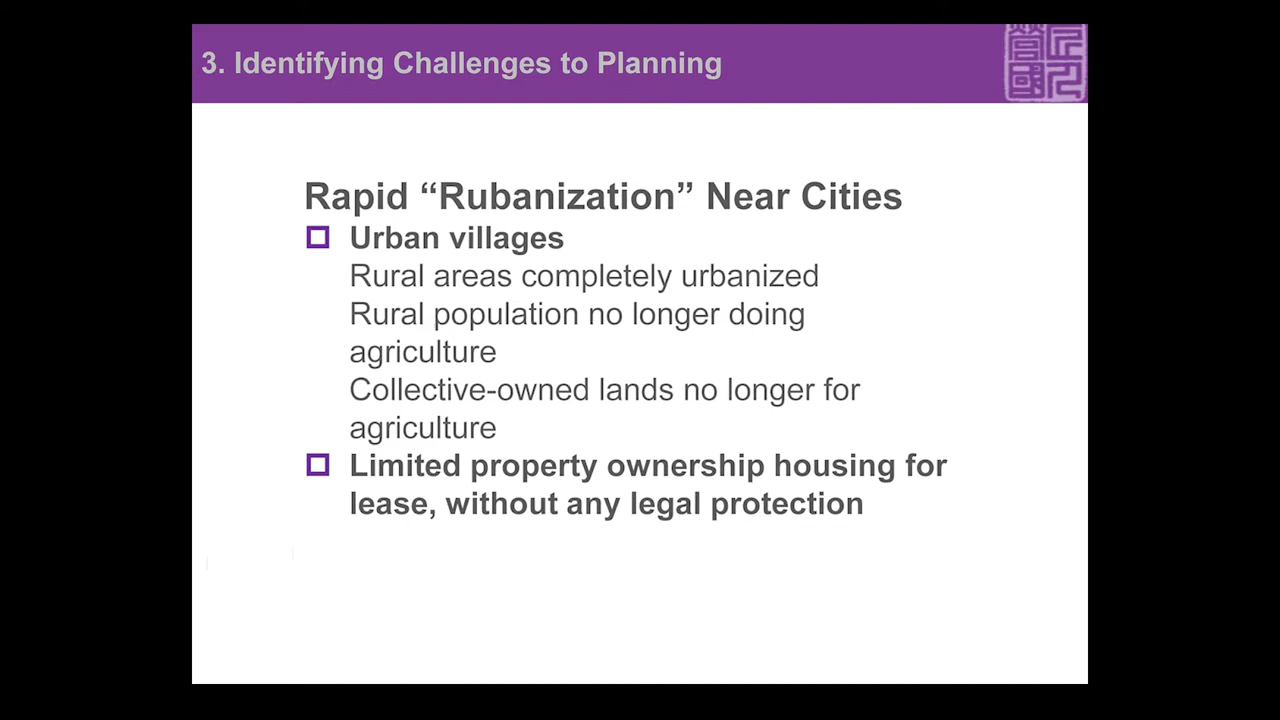 3. Identifying Challenges to Planning
Rapid “Rubanization” Near Cities
Urban villages
Rural areas completely urbanized
Rural population no longer doing
agriculture
Collective-owned lands no longer for
agriculture
Limited property ownership housing for
lease, without any legal protection